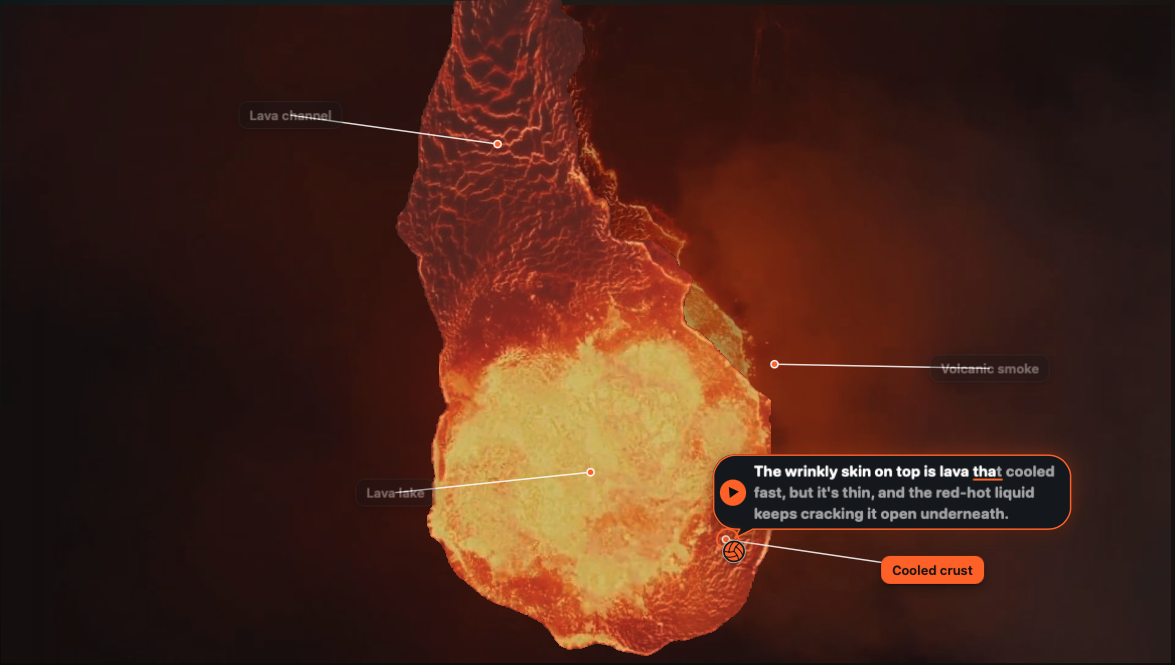 Lava channel
Volcanic smoke
The wrinkly skin on top is lava that cooled
fast, but it's thin, and the red-hot liquid
keeps cracking it open underneath.
Lava lake
Cooled crust